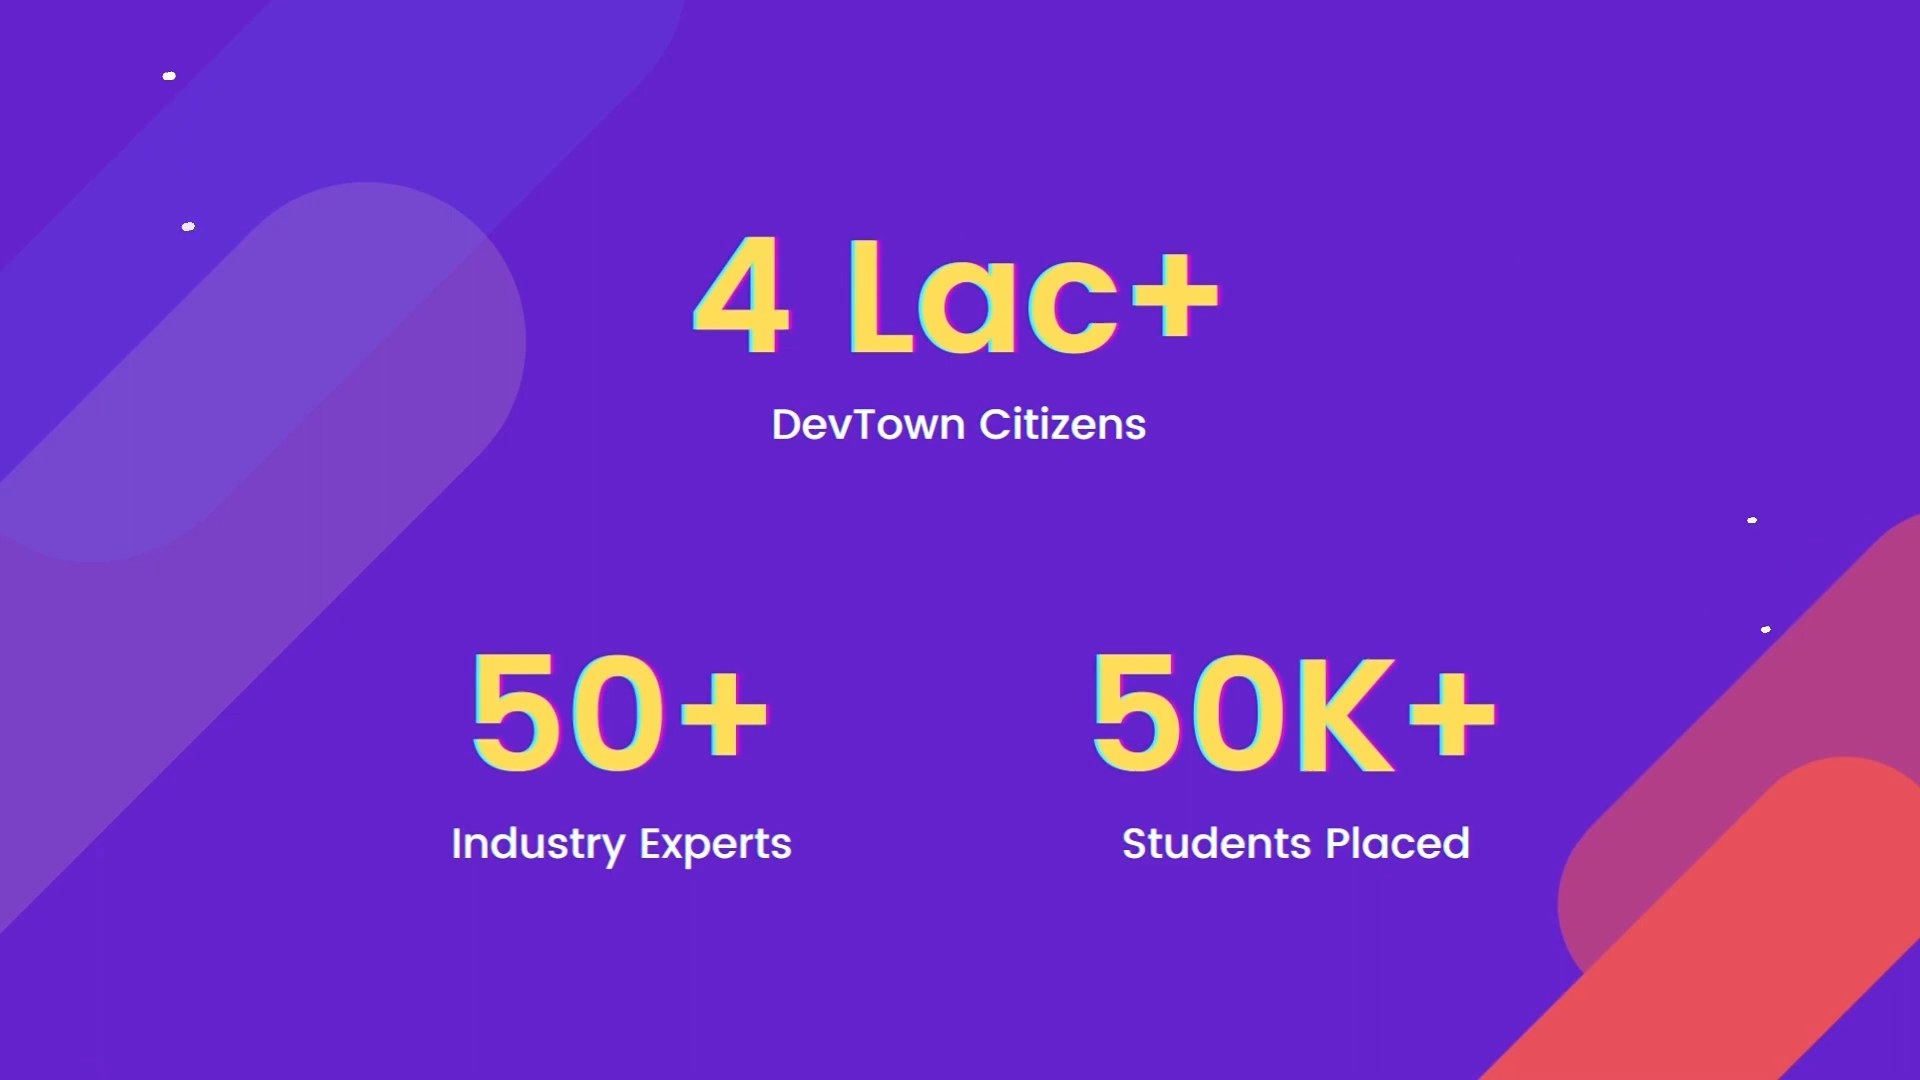 4 Lac+
DevTown Citizens
50+
Industry Experts
50K+
Students Placed